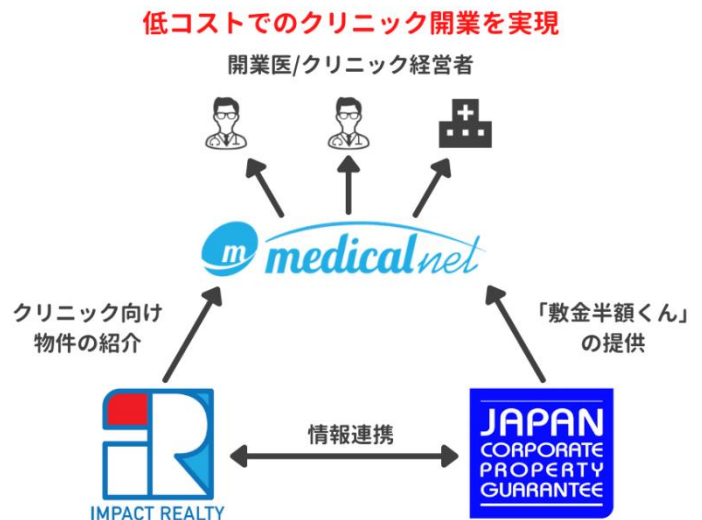 低コストでのクリニック開業を実現
開業医/クリニック経営者
m medicalnet
クリニック向け
物件の紹介
「敷金半額くん」
の提供
情報連携
iR
IMPACT REALTY
JAPAN
CORPORATE
PROPERTY
GUARANTEE